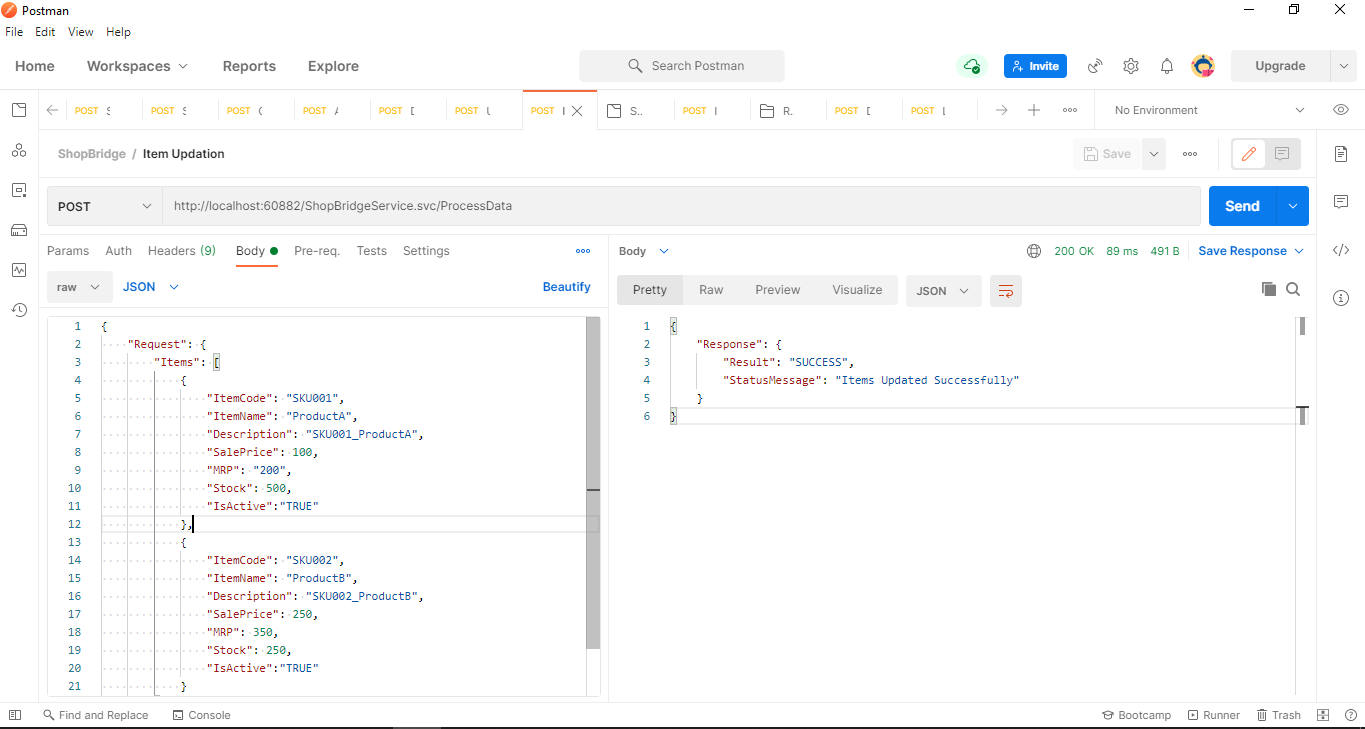 Postman
File Edit View Help
Home Workspaces Reports Explore Search Postman Invite Upgrade
POST S POST S POST POST POST POST POST I S.. POST I R. POST POST L No Environment
ShopBridge / Item Updation Save
POST http://localhost:60882/ShopBridgeService.svc/ProcessData Send
Params Auth Headers (9) Body Pre-req. Tests Settings
raw JSON Beautify
1 {
2 "Request": {
3 "Items": [
4 {
5 "ItemCode": "SKU001",
6 "ItemName": "ProductA",
7 "Description": "SKU001_ProductA",
8 "SalePrice": 100,
9 "MRP": "200",
10 "Stock": 500,
11 "IsActive":"TRUE"
12 },
13 {
14 "ItemCode": "SKU002",
15 "ItemName": "ProductB",
16 "Description": "SKU002_ProductB",
17 "SalePrice": 250,
18 "MRP": 350,
19 "Stock": 250,
20 "IsActive":"TRUE"
21 }
Body 200 OK 89 ms 491 B Save Response
Pretty Raw Preview Visualize JSON
1 {
2 "Response": {
3 "Result": "SUCCESS",
4 "StatusMessage": "Items Updated Successfully"
5 }
6 }
Find and Replace Console Bootcamp Runner Trash